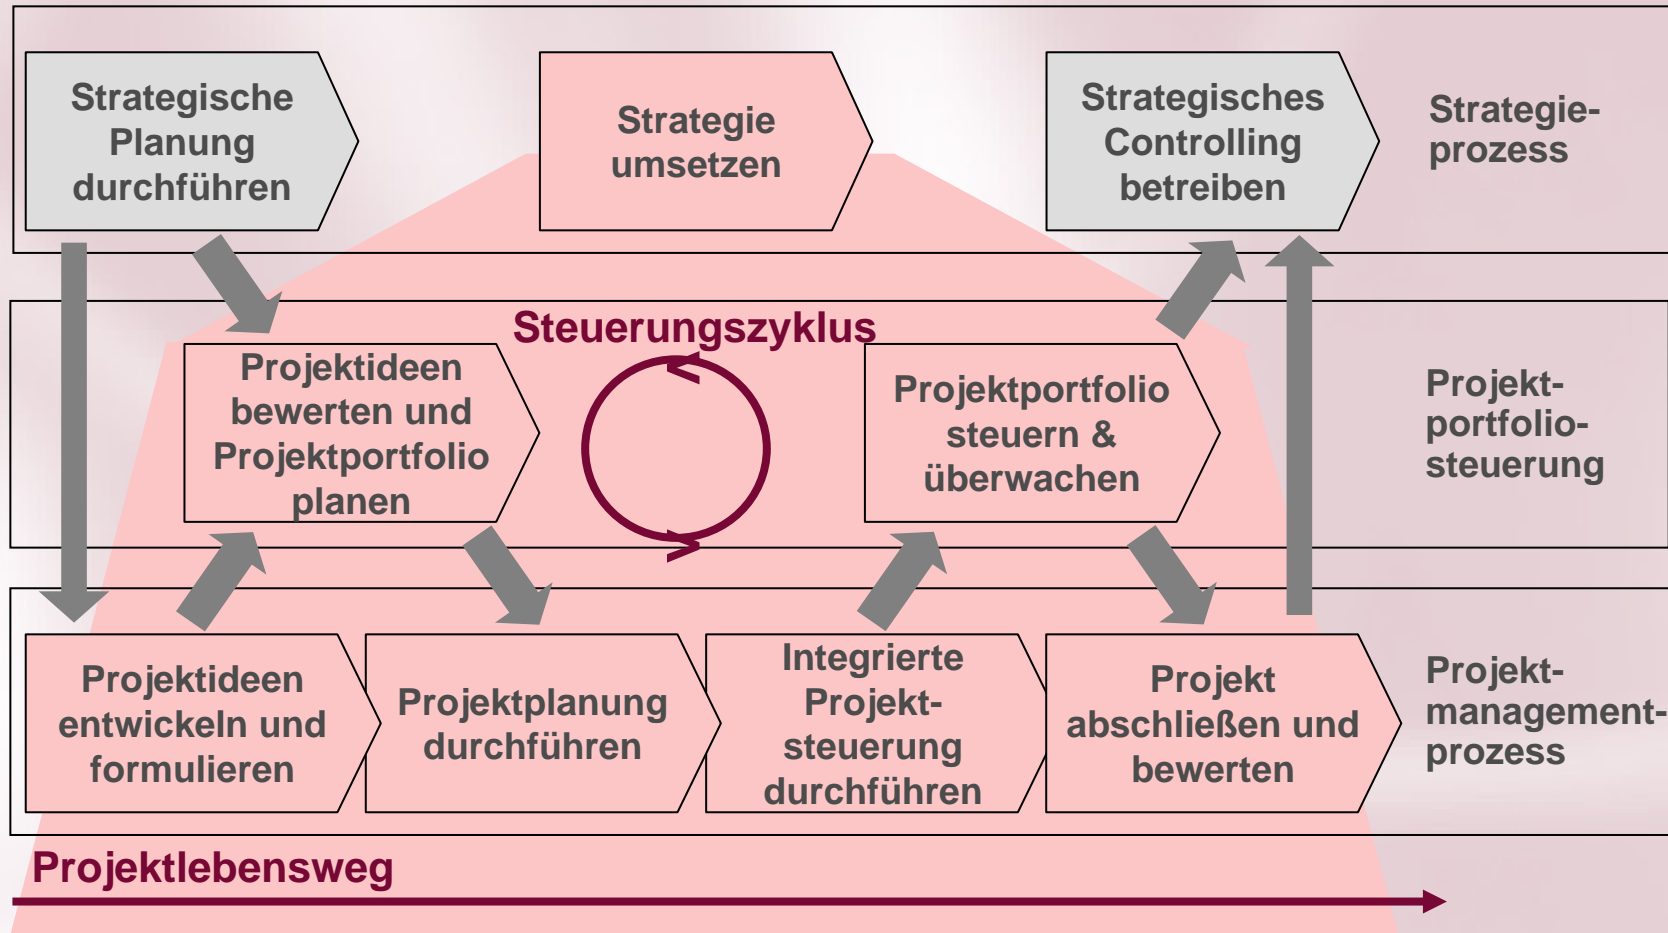 Strategische
Planung
durchführen
Strategie
umsetzen
Strategisches
Controlling
betreiben
Strategie-
prozess
Steuerungszyklus
Projektideen
bewerten und
Projektportfolio
planen
Projektportfolio
steuern &
überwachen
Projekt-
portfolio-
steuerung
Projektideen
entwickeln und
formulieren
Projektplanung
durchführen
Integrierte
Projekt-
steuerung
durchführen
Projekt
abschließen und
bewerten
Projekt-
management-
prozess
Projektlebensweg